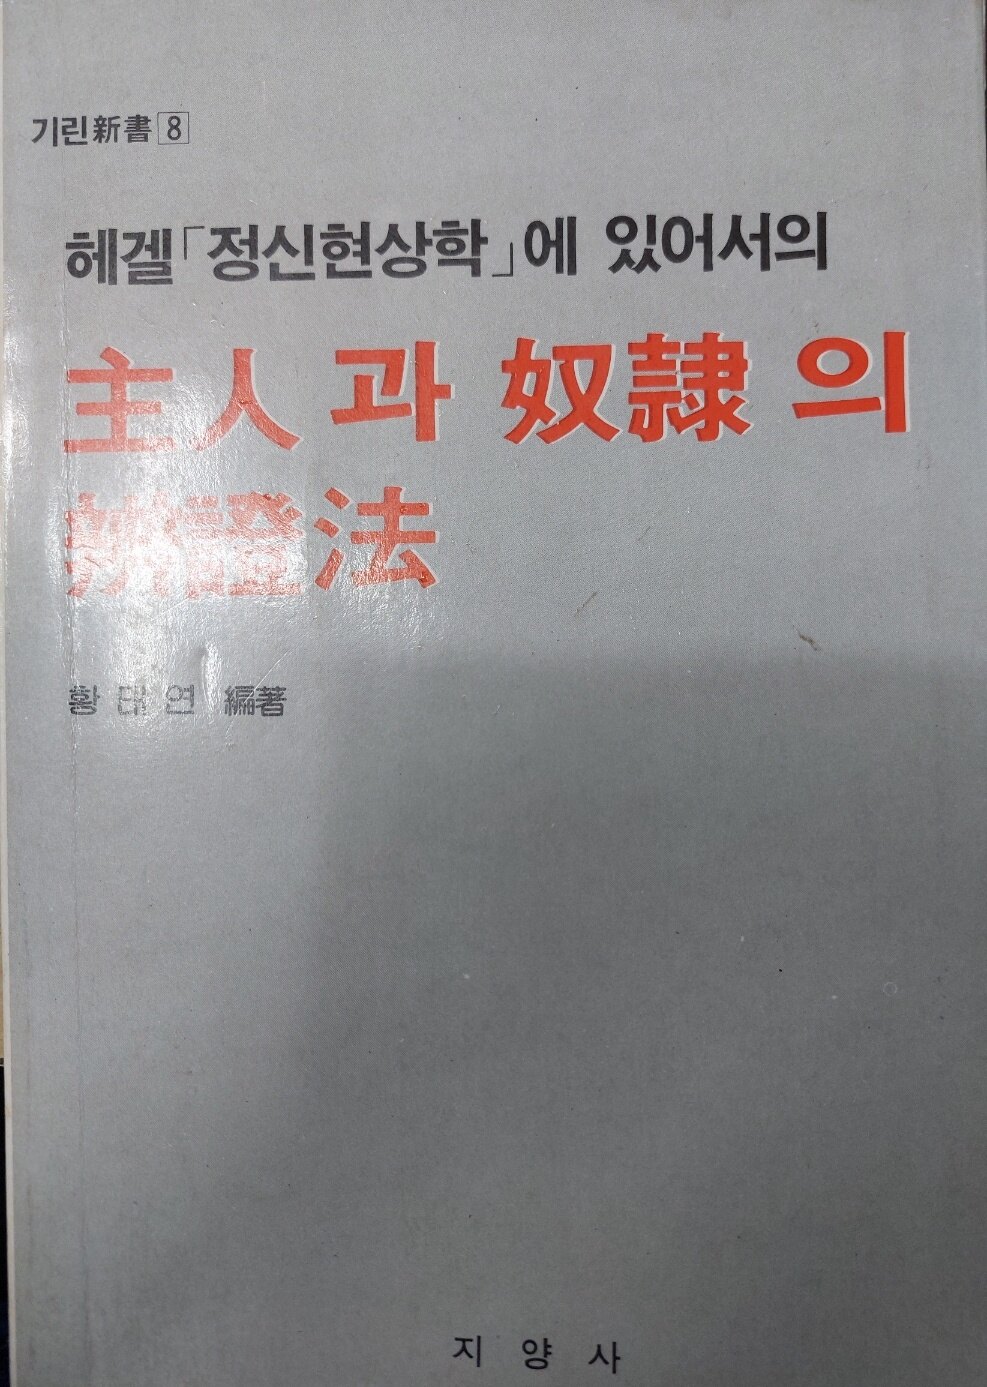 기린新書 8
헤겔「정신현상학」에 있어서의
主人과 奴隷의
辨證法
황태연 編著
지양사